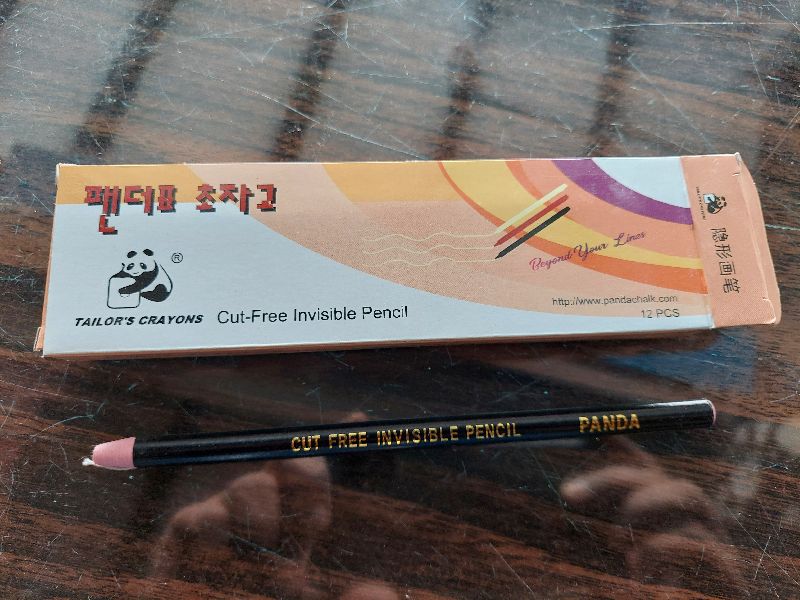 팬더표 초자고
®
TAILOR'S CRAYONS
Cut-Free Invisible Pencil
Beyond Your Lines
http://www.pandachalk.com
12 PCS
隐形画笔
CUT FREE INVISIBLE PENCIL PANDA